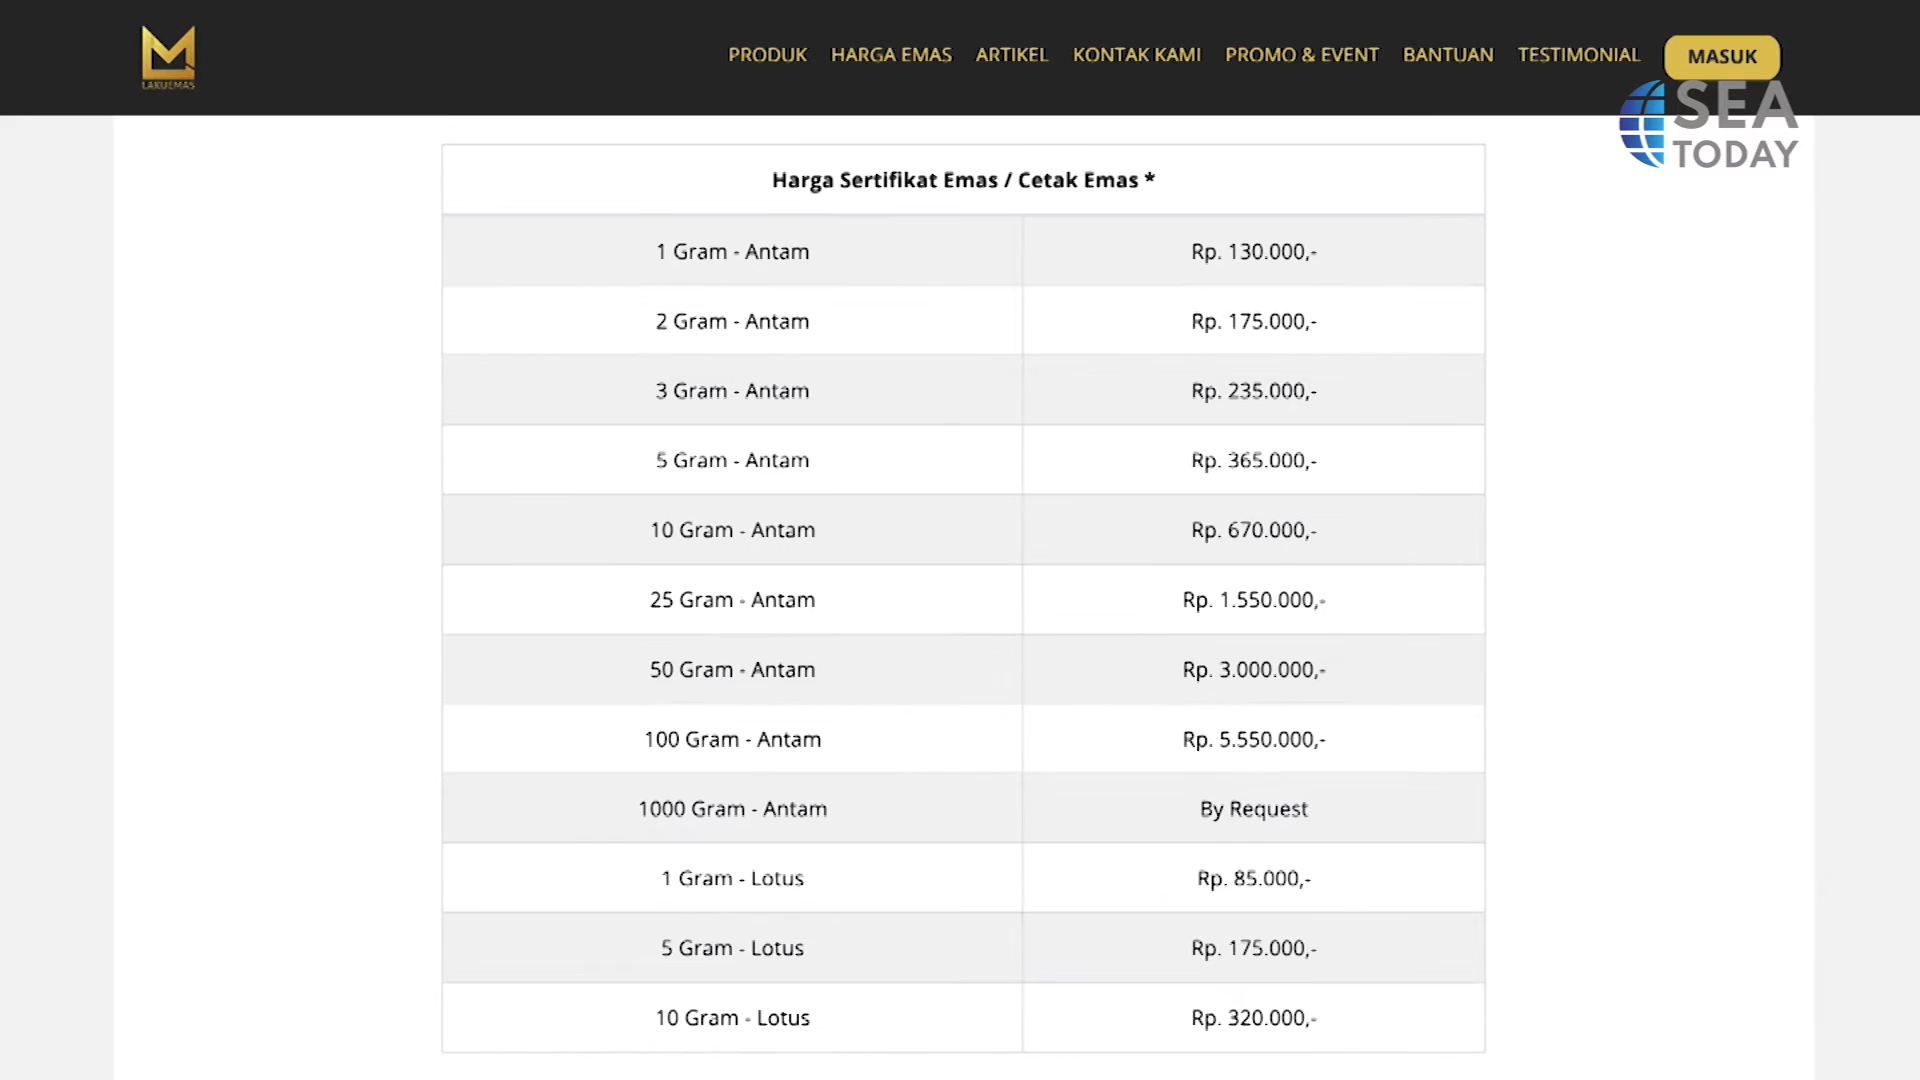 LAKUEMAS
PRODUK HARGA EMAS ARTIKEL KONTAK KAMI PROMO & EVENT BANTUAN TESTIMONIAL MASUK
SEA
TODAY
Harga Sertifikat Emas / Cetak Emas *
1 Gram - Antam Rp. 130.000,-
2 Gram - Antam Rp. 175.000,-
3 Gram - Antam Rp. 235.000,-
5 Gram - Antam Rp. 365.000,-
10 Gram - Antam Rp. 670.000,-
25 Gram - Antam Rp. 1.550.000,-
50 Gram - Antam Rp. 3.000.000,-
100 Gram - Antam Rp. 5.550.000,-
1000 Gram - Antam By Request
1 Gram - Lotus Rp. 85.000,-
5 Gram - Lotus Rp. 175.000,-
10 Gram - Lotus Rp. 320.000,-